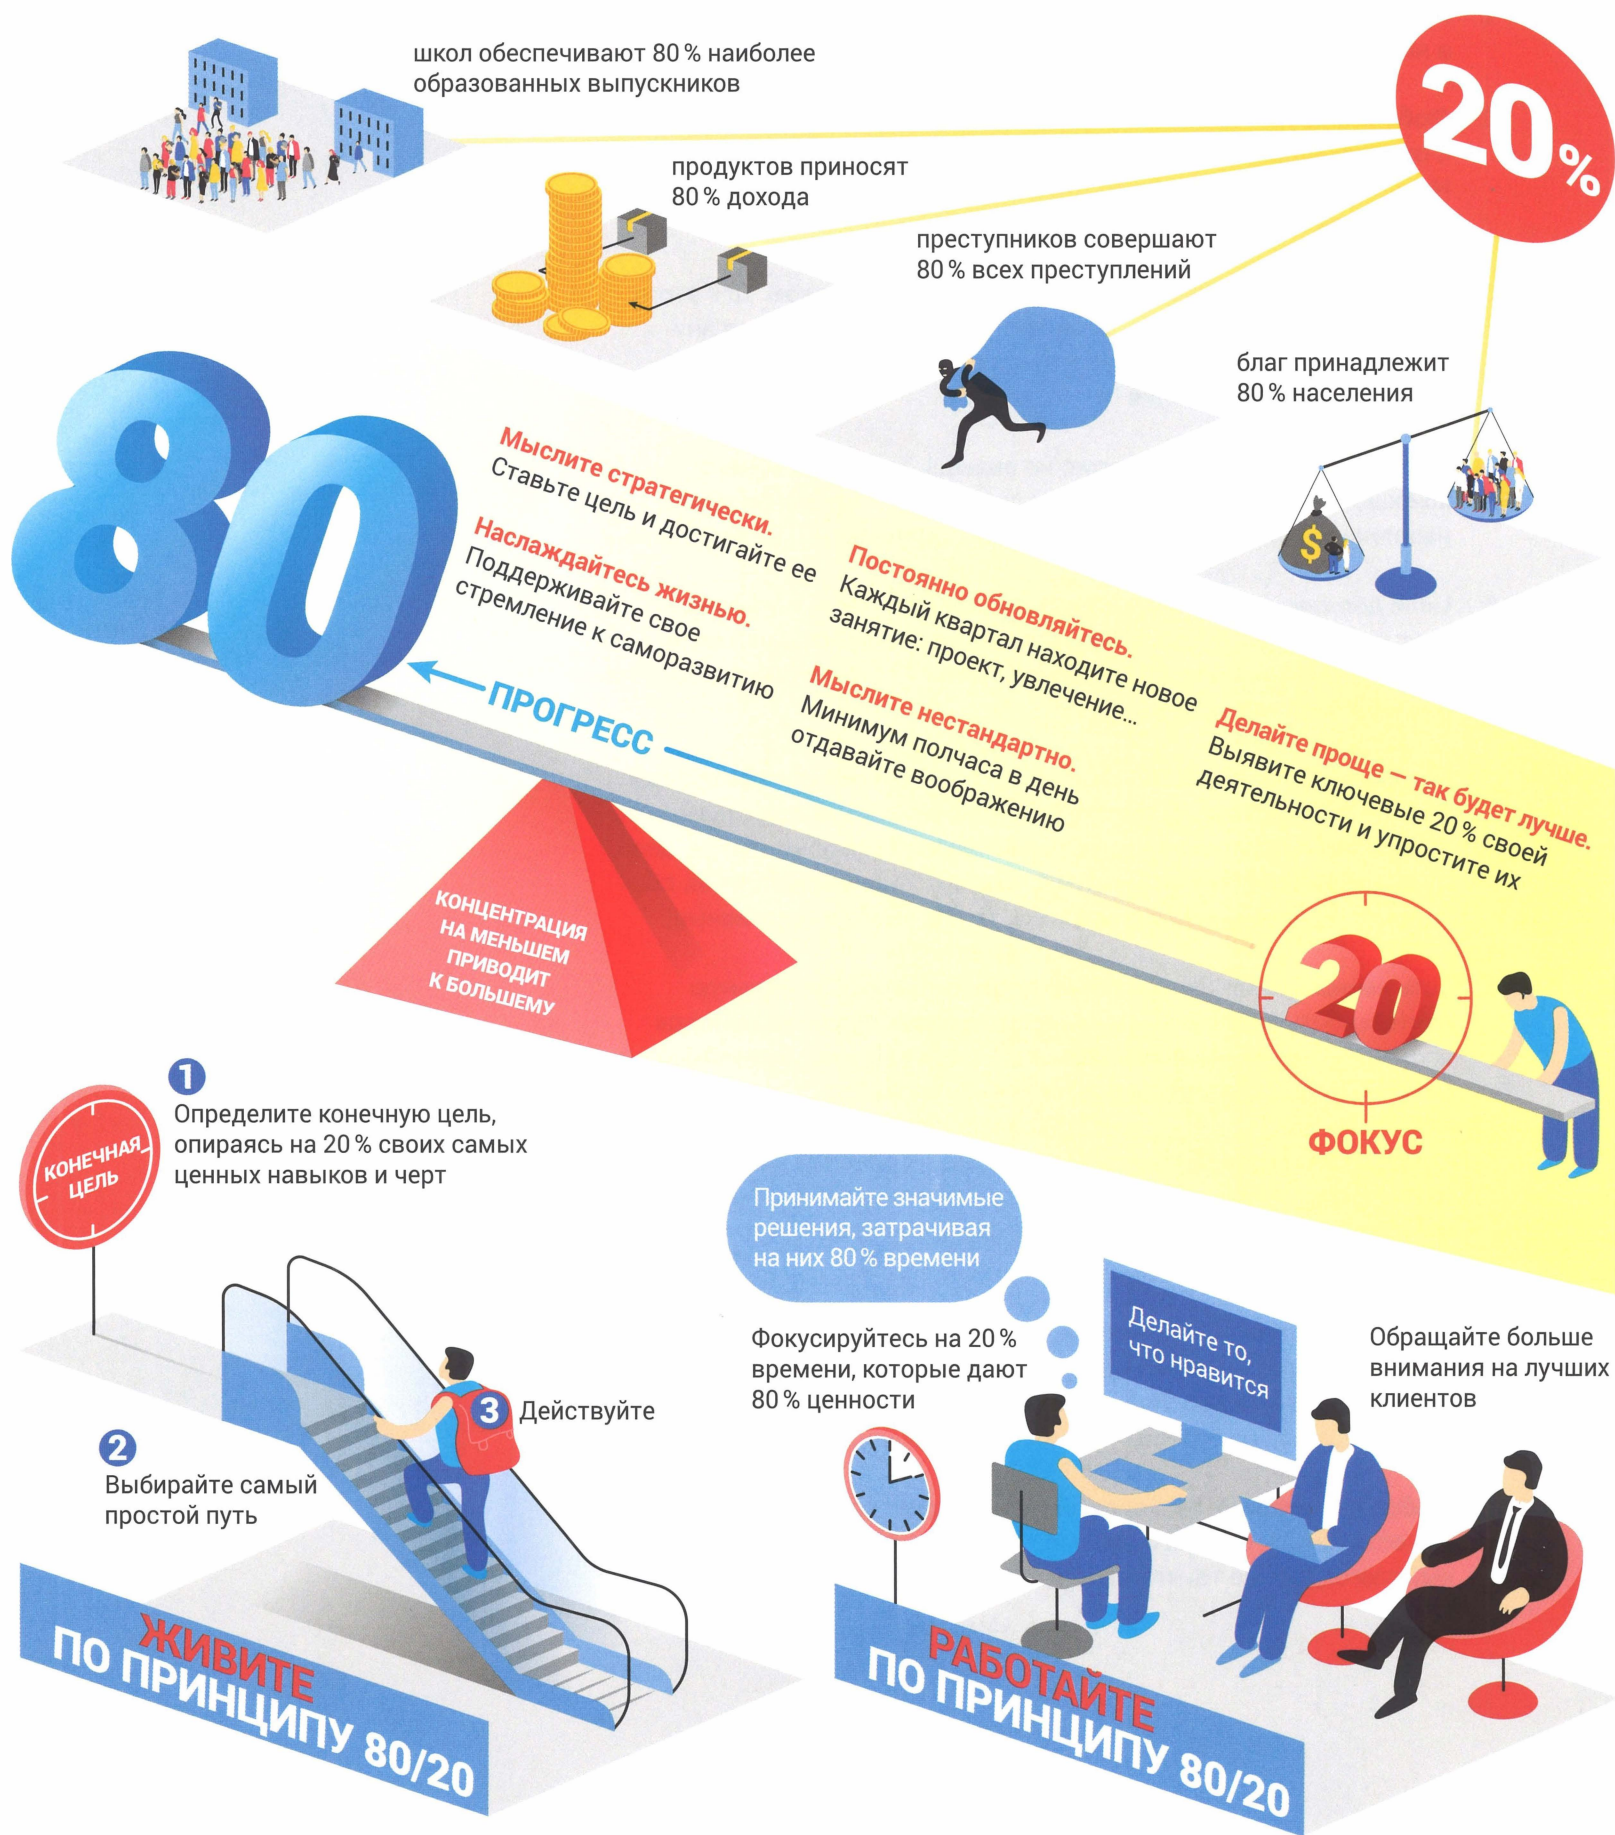 школ обеспечивают 80 % наиболее
образованных выпускников
20%
продуктов приносят
80 % дохода
преступников совершают
80 % всех преступлений
благ принадлежит
80 % населения
$
80
Мыслите стратегически.
Ставьте цель и достигайте ее
Наслаждайтесь жизнью.
Поддерживайте свое
стремление к саморазвитию
Постоянно обновляйтесь.
Каждый квартал находите новое
занятие: проект, увлечение...
Мыслите нестандартно.
Минимум полчаса в день
отдавайте воображению
Делайте проще — так будет лучше.
Выявите ключевые 20 % своей
деятельности и упростите их
ПРОГРЕСС
КОНЦЕНТРАЦИЯ
НА МЕНЬШЕМ
ПРИВОДИТ
К БОЛЬШЕМУ
20
ФОКУС
1
Определите конечную цель,
опираясь на 20 % своих самых
ценных навыков и черт
КОНЕЧНАЯ
ЦЕЛЬ
2
Выбирайте самый
простой путь
3 Действуйте
ЖИВИТЕ
ПО ПРИНЦИПУ 80/20
Принимайте значимые
решения, затрачивая
на них 80 % времени
Фокусируйтесь на 20 %
времени, которые дают
80 % ценности
Делайте то,
что нравится
Обращайте больше
внимания на лучших
клиентов
РАБОТАЙТЕ
ПО ПРИНЦИПУ 80/20